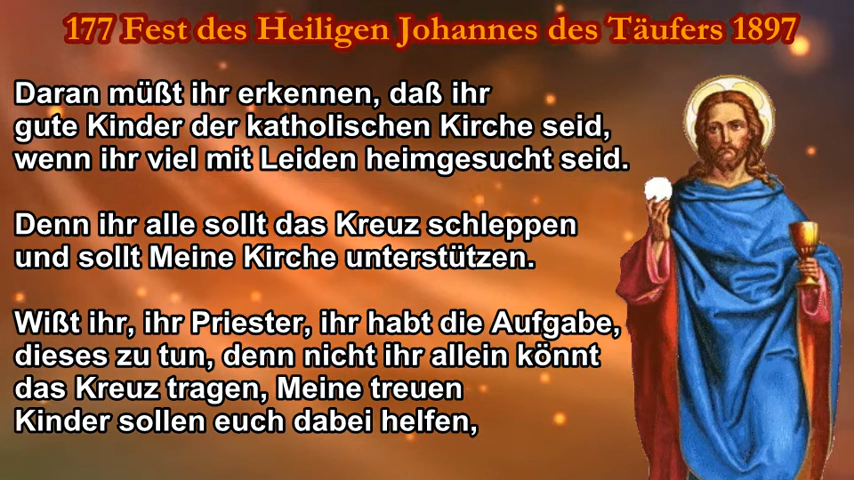 177 Fest des Heiligen Johannes des Täufers 1897
Daran müßt ihr erkennen, daß ihr
gute Kinder der katholischen Kirche seid,
wenn ihr viel mit Leiden heimgesucht seid.
Denn ihr alle sollt das Kreuz schleppen
und sollt Meine Kirche unterstützen.
Wißt ihr, ihr Priester, ihr habt die Aufgabe,
dieses zu tun, denn nicht ihr allein könnt
das Kreuz tragen, Meine treuen
Kinder sollen euch dabei helfen,